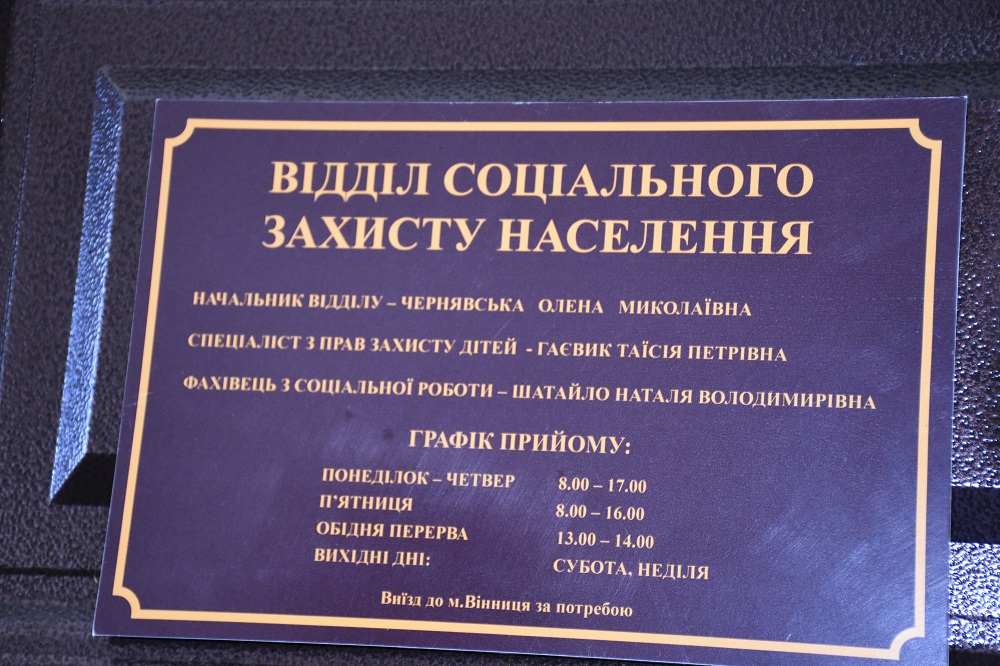 ВІДДІЛ СОЦІАЛЬНОГО
ЗАХИСТУ НАСЕЛЕННЯ
НАЧАЛЬНИК ВІДДІЛУ – ЧЕРНЯВСЬКА ОЛЕНА МИКОЛАЇВНА
СПЕЦІАЛІСТ З ПРАВ ЗАХИСТУ ДІТЕЙ - ГАЄВИК ТАЇСІЯ ПЕТРІВНА
ФАХІВЕЦЬ З СОЦІАЛЬНОЇ РОБОТИ – ШАТАЙЛО НАТАЛЯ ВОЛОДИМИРІВНА
ГРАФІК ПРИЙОМУ:
ПОНЕДІЛОК – ЧЕТВЕР 8.00 – 17.00
П'ЯТНИЦЯ 8.00 – 16.00
ОБІДНЯ ПЕРЕРВА 13.00 – 14.00
ВИХІДНІ ДНІ: СУБОТА, НЕДІЛЯ
Виїзд до м.Вінниця за потребою